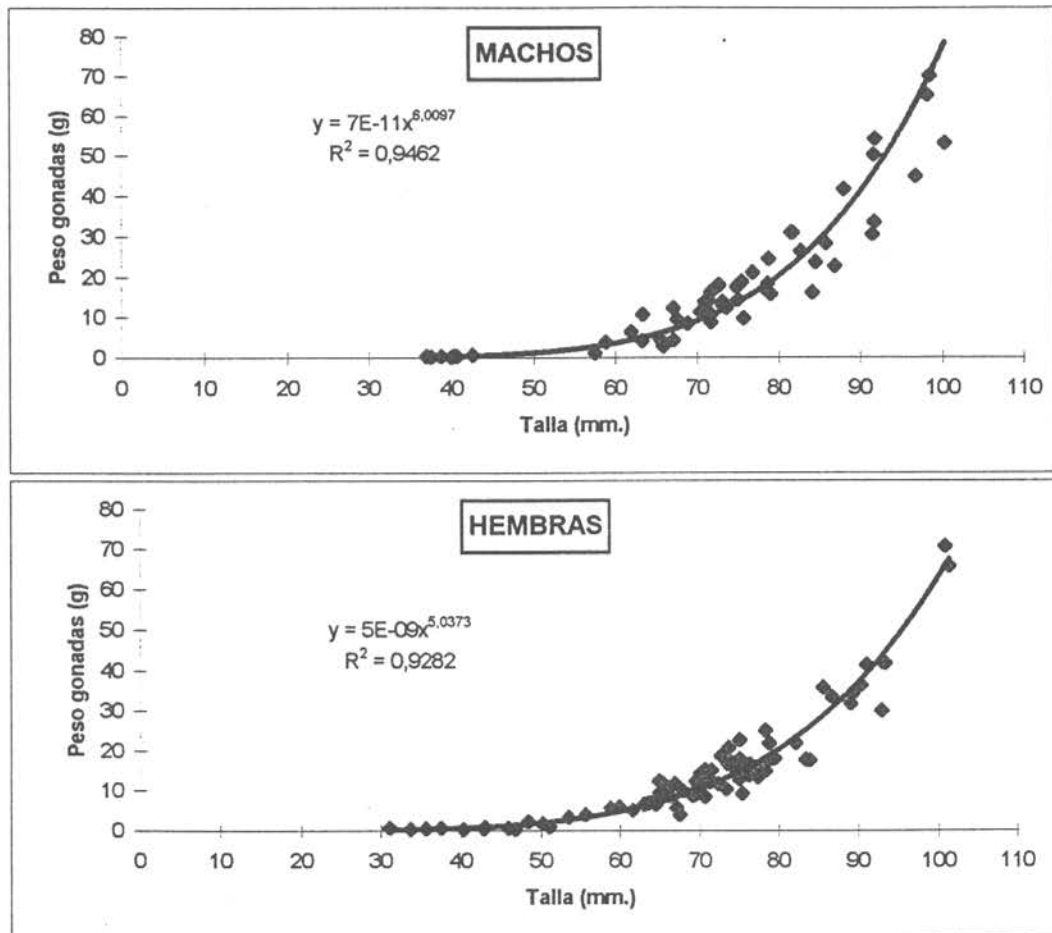 MACHOS
Peso gonadas (g)
80
70
60
50
40
30
20
10
0
y = 7E-11x^6,0097
R² = 0,9462
0 10 20 30 40 50 60 70 80 90 100 110
Talla (mm.)
HEMBRAS
Peso gonadas (g)
80
70
60
50
40
30
20
10
0
y = 5E-09x^5,0373
R² = 0,9282
0 10 20 30 40 50 60 70 80 90 100 110
Talla (mm.)